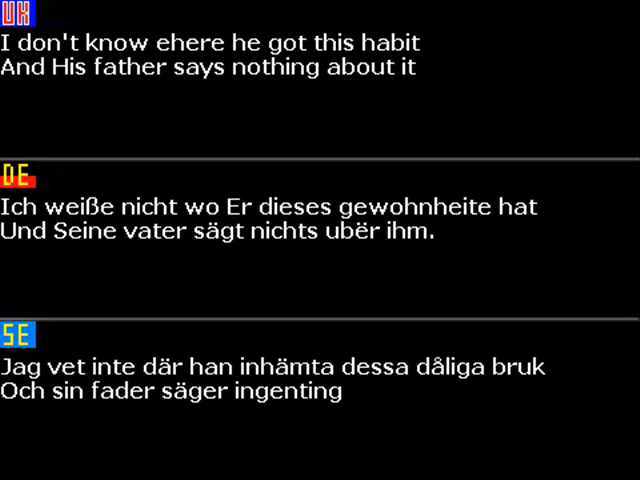 UK
I don't know ehere he got this habit
And His father says nothing about it
DE
Ich weiße nicht wo Er dieses gewohnheite hat
Und Seine vater sägt nichts ubër ihm.
SE
Jag vet inte där han inhämta dessa dåliga bruk
Och sin fader säger ingenting